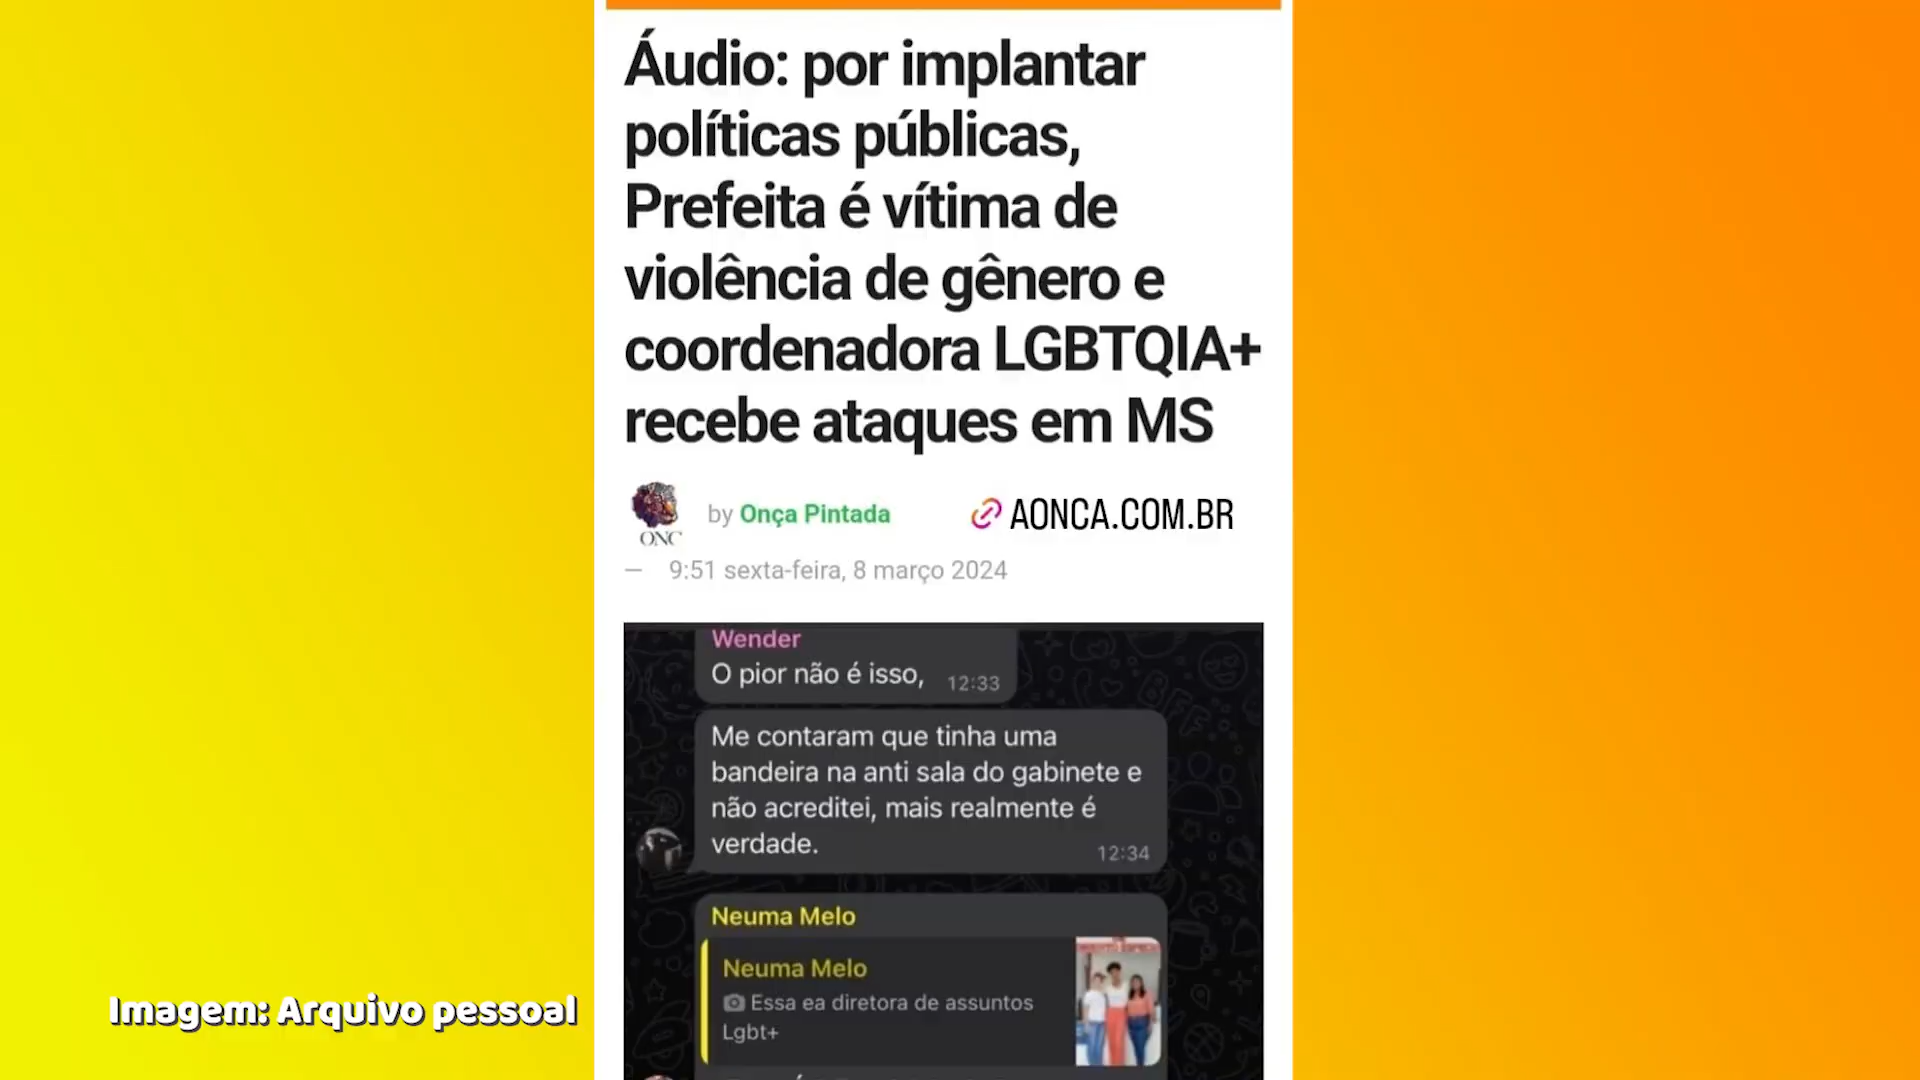 Áudio: por implantar
políticas públicas,
Prefeita é vítima de
violência de gênero e
coordenadora LGBTQIA+
recebe ataques em MS
ONC
by Onça Pintada
AONCA.COM.BR
— 9:51 sexta-feira, 8 março 2024
Wender
O pior não é isso, 12:33
Me contaram que tinha uma
bandeira na anti sala do gabinete e
não acreditei, mais realmente é
verdade. 12:34
Neuma Melo
Neuma Melo
Essa ea diretora de assuntos
Lgbt+
Imagem: Arquivo pessoal